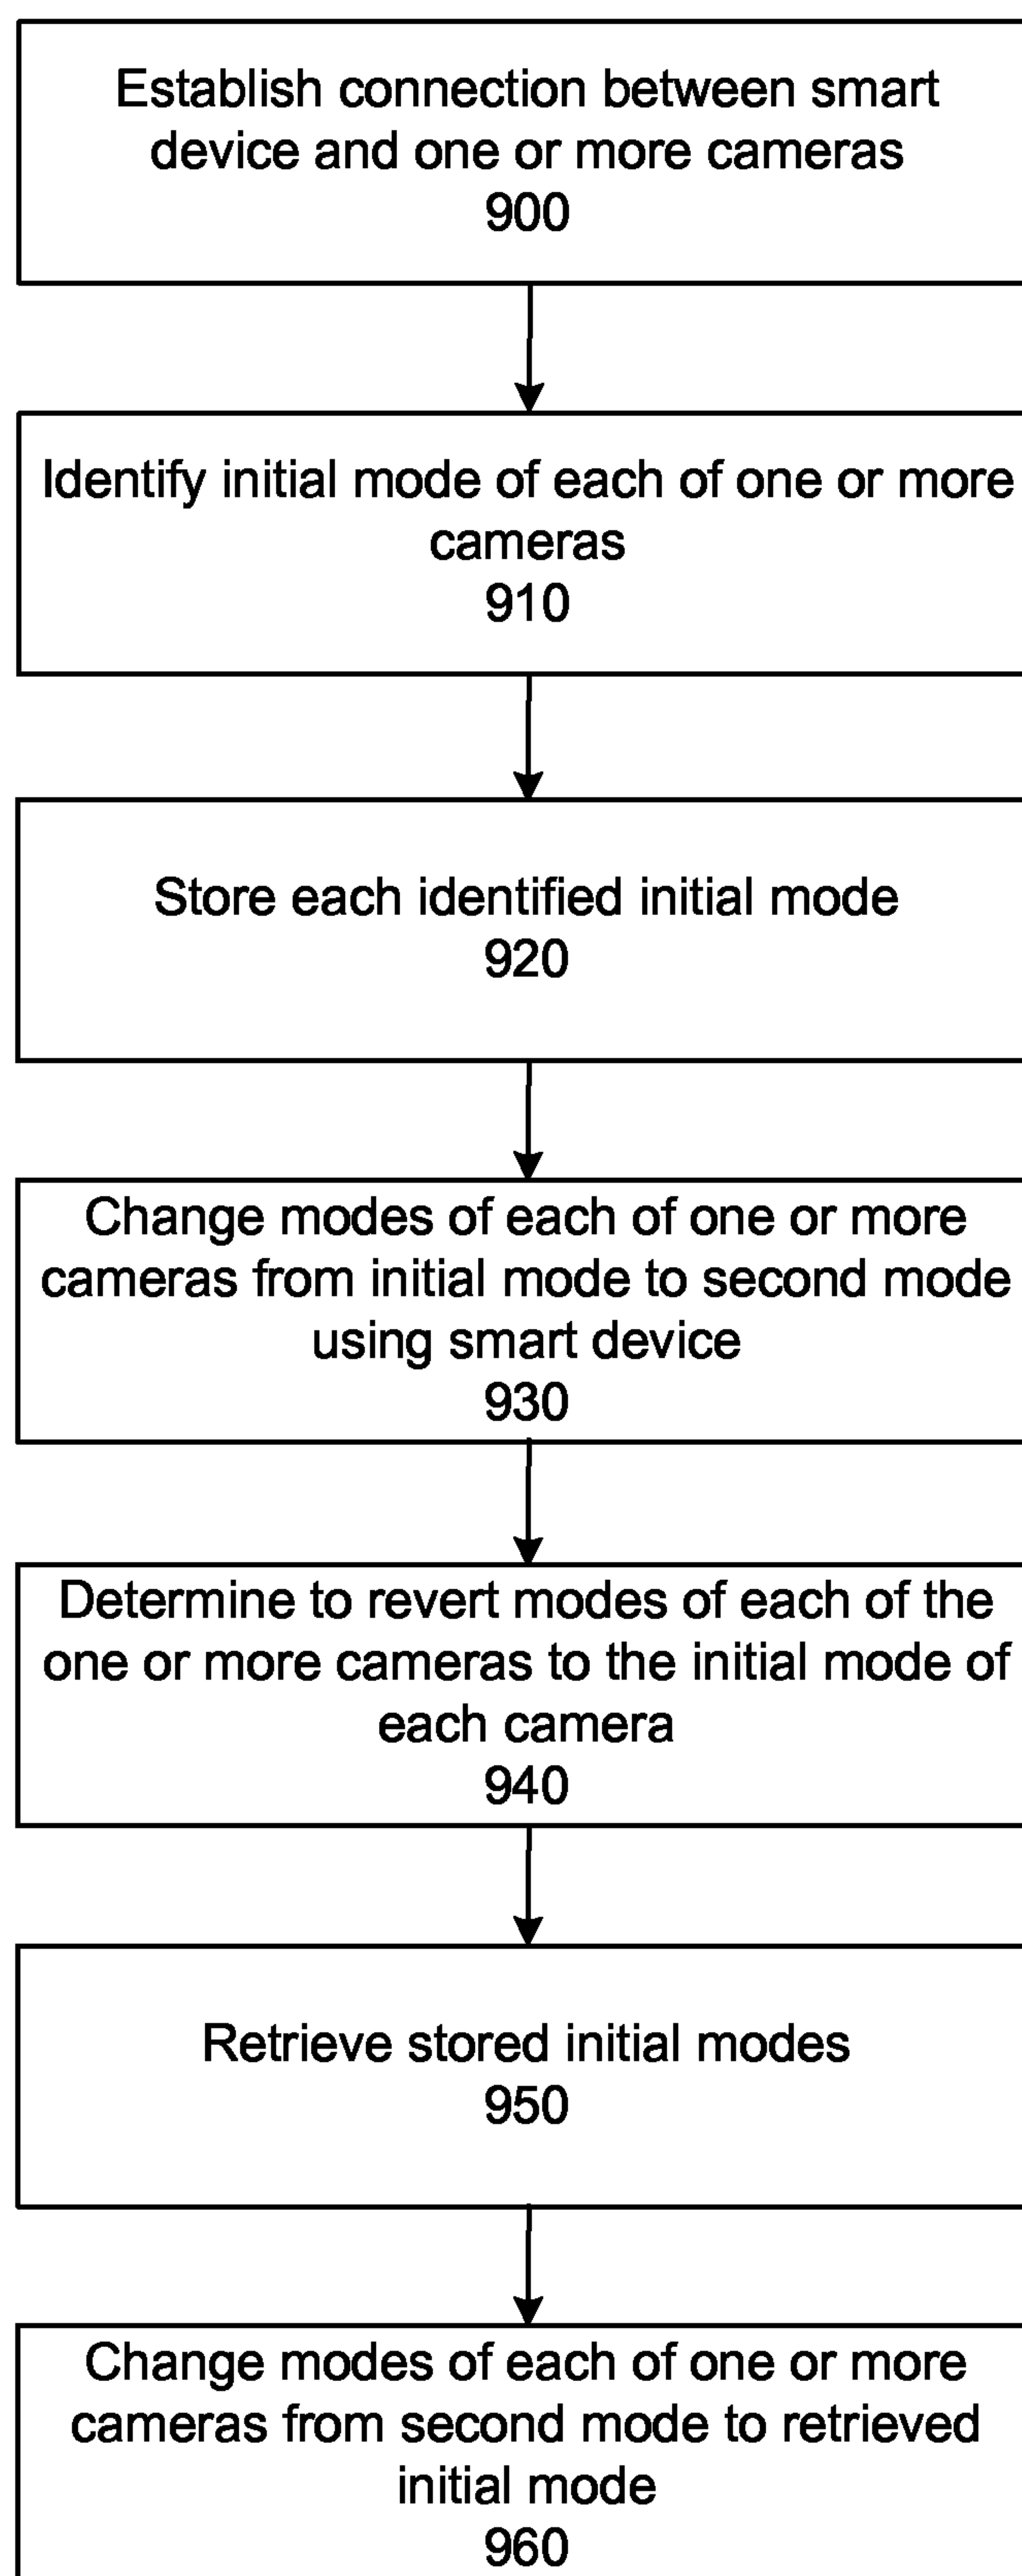 Establish connection between smart
device and one or more cameras
900
Identify initial mode of each of one or more
cameras
910
Store each identified initial mode
920
Change modes of each of one or more
cameras from initial mode to second mode
using smart device
930
Determine to revert modes of each of the
one or more cameras to the initial mode of
each camera
940
Retrieve stored initial modes
950
Change modes of each of one or more
cameras from second mode to retrieved
initial mode
960